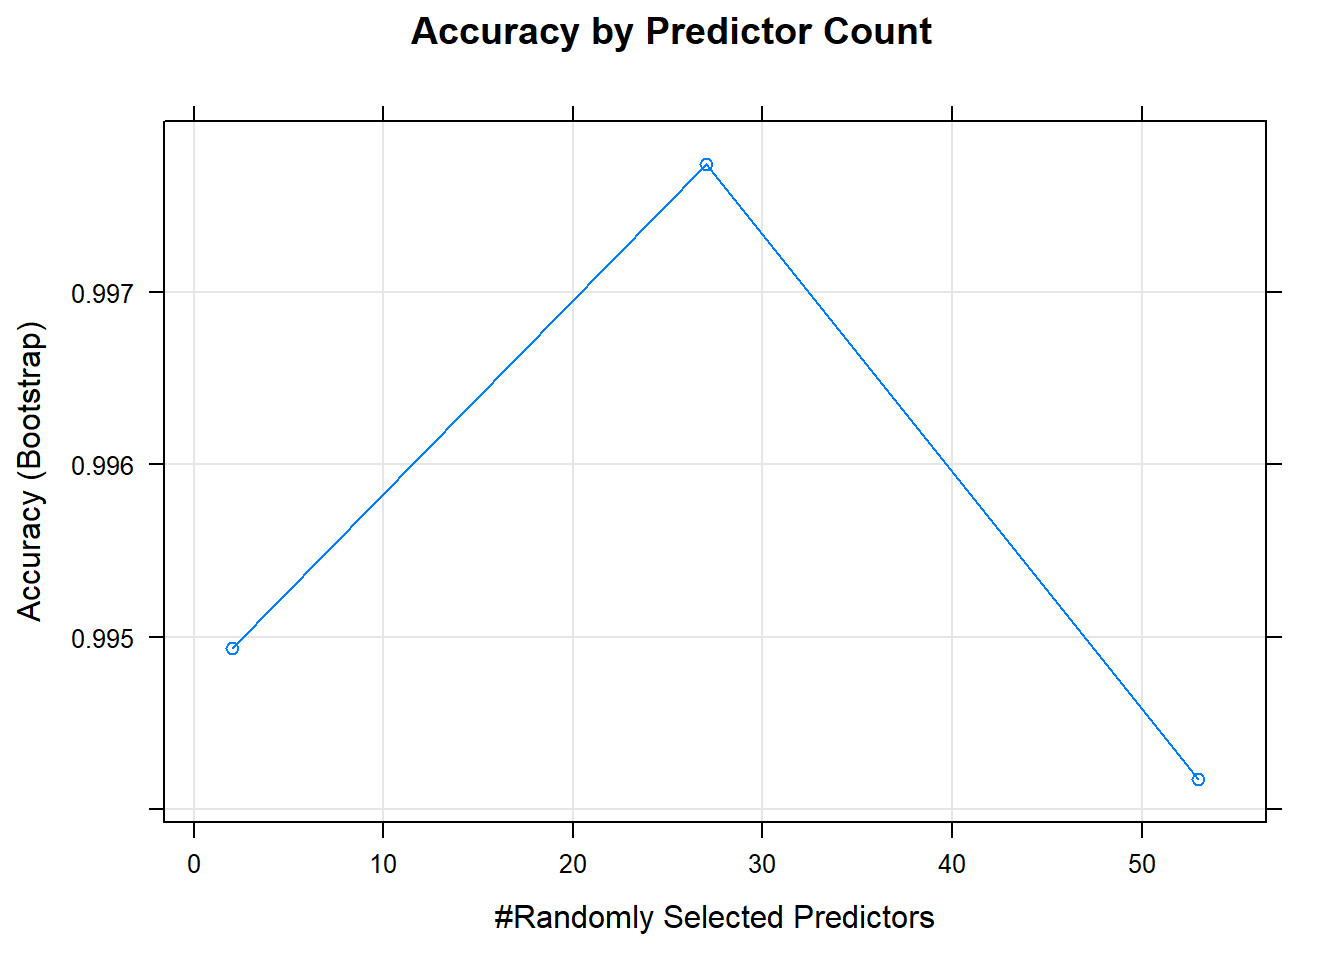 Accuracy by Predictor Count
0.997
0.996
0.995
Accuracy (Bootstrap)
0 10 20 30 40 50
#Randomly Selected Predictors